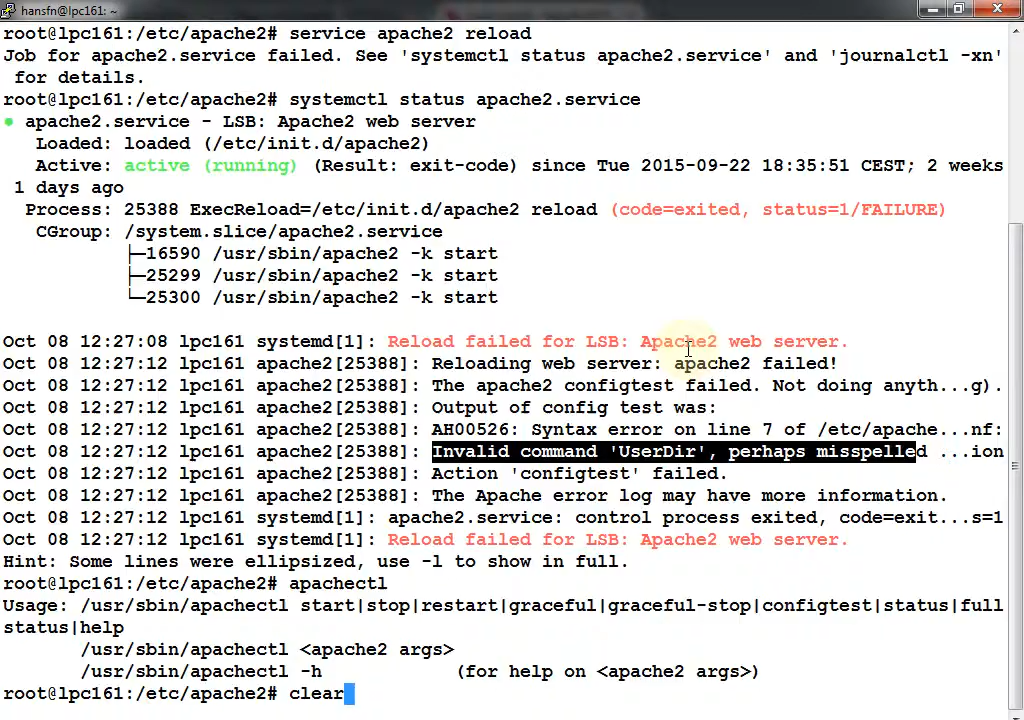 hansfn@lpc161: ~
root@lpc161:/etc/apache2# service apache2 reload
Job for apache2.service failed. See 'systemctl status apache2.service' and 'journalctl -xn'
 for details.
root@lpc161:/etc/apache2# systemctl status apache2.service
● apache2.service - LSB: Apache2 web server
   Loaded: loaded (/etc/init.d/apache2)
   Active: active (running) (Result: exit-code) since Tue 2015-09-22 18:35:51 CEST; 2 weeks
 1 days ago
  Process: 25388 ExecReload=/etc/init.d/apache2 reload (code=exited, status=1/FAILURE)
   CGroup: /system.slice/apache2.service
           ├─16590 /usr/sbin/apache2 -k start
           ├─25299 /usr/sbin/apache2 -k start
           └─25300 /usr/sbin/apache2 -k start
Oct 08 12:27:08 lpc161 systemd[1]: Reload failed for LSB: Apache2 web server.
Oct 08 12:27:12 lpc161 apache2[25388]: Reloading web server: apache2 failed!
Oct 08 12:27:12 lpc161 apache2[25388]: The apache2 configtest failed. Not doing anyth...g).
Oct 08 12:27:12 lpc161 apache2[25388]: Output of config test was:
Oct 08 12:27:12 lpc161 apache2[25388]: AH00526: Syntax error on line 7 of /etc/apache...nf:
Oct 08 12:27:12 lpc161 apache2[25388]: Invalid command 'UserDir', perhaps misspelled ...ion
Oct 08 12:27:12 lpc161 apache2[25388]: Action 'configtest' failed.
Oct 08 12:27:12 lpc161 apache2[25388]: The Apache error log may have more information.
Oct 08 12:27:12 lpc161 systemd[1]: apache2.service: control process exited, code=exit...s=1
Oct 08 12:27:12 lpc161 systemd[1]: Reload failed for LSB: Apache2 web server.
Hint: Some lines were ellipsized, use -l to show in full.
root@lpc161:/etc/apache2# apachectl
Usage: /usr/sbin/apachectl start|stop|restart|graceful|graceful-stop|configtest|status|full
status|help
       /usr/sbin/apachectl <apache2 args>
       /usr/sbin/apachectl -h            (for help on <apache2 args>)
root@lpc161:/etc/apache2# clear